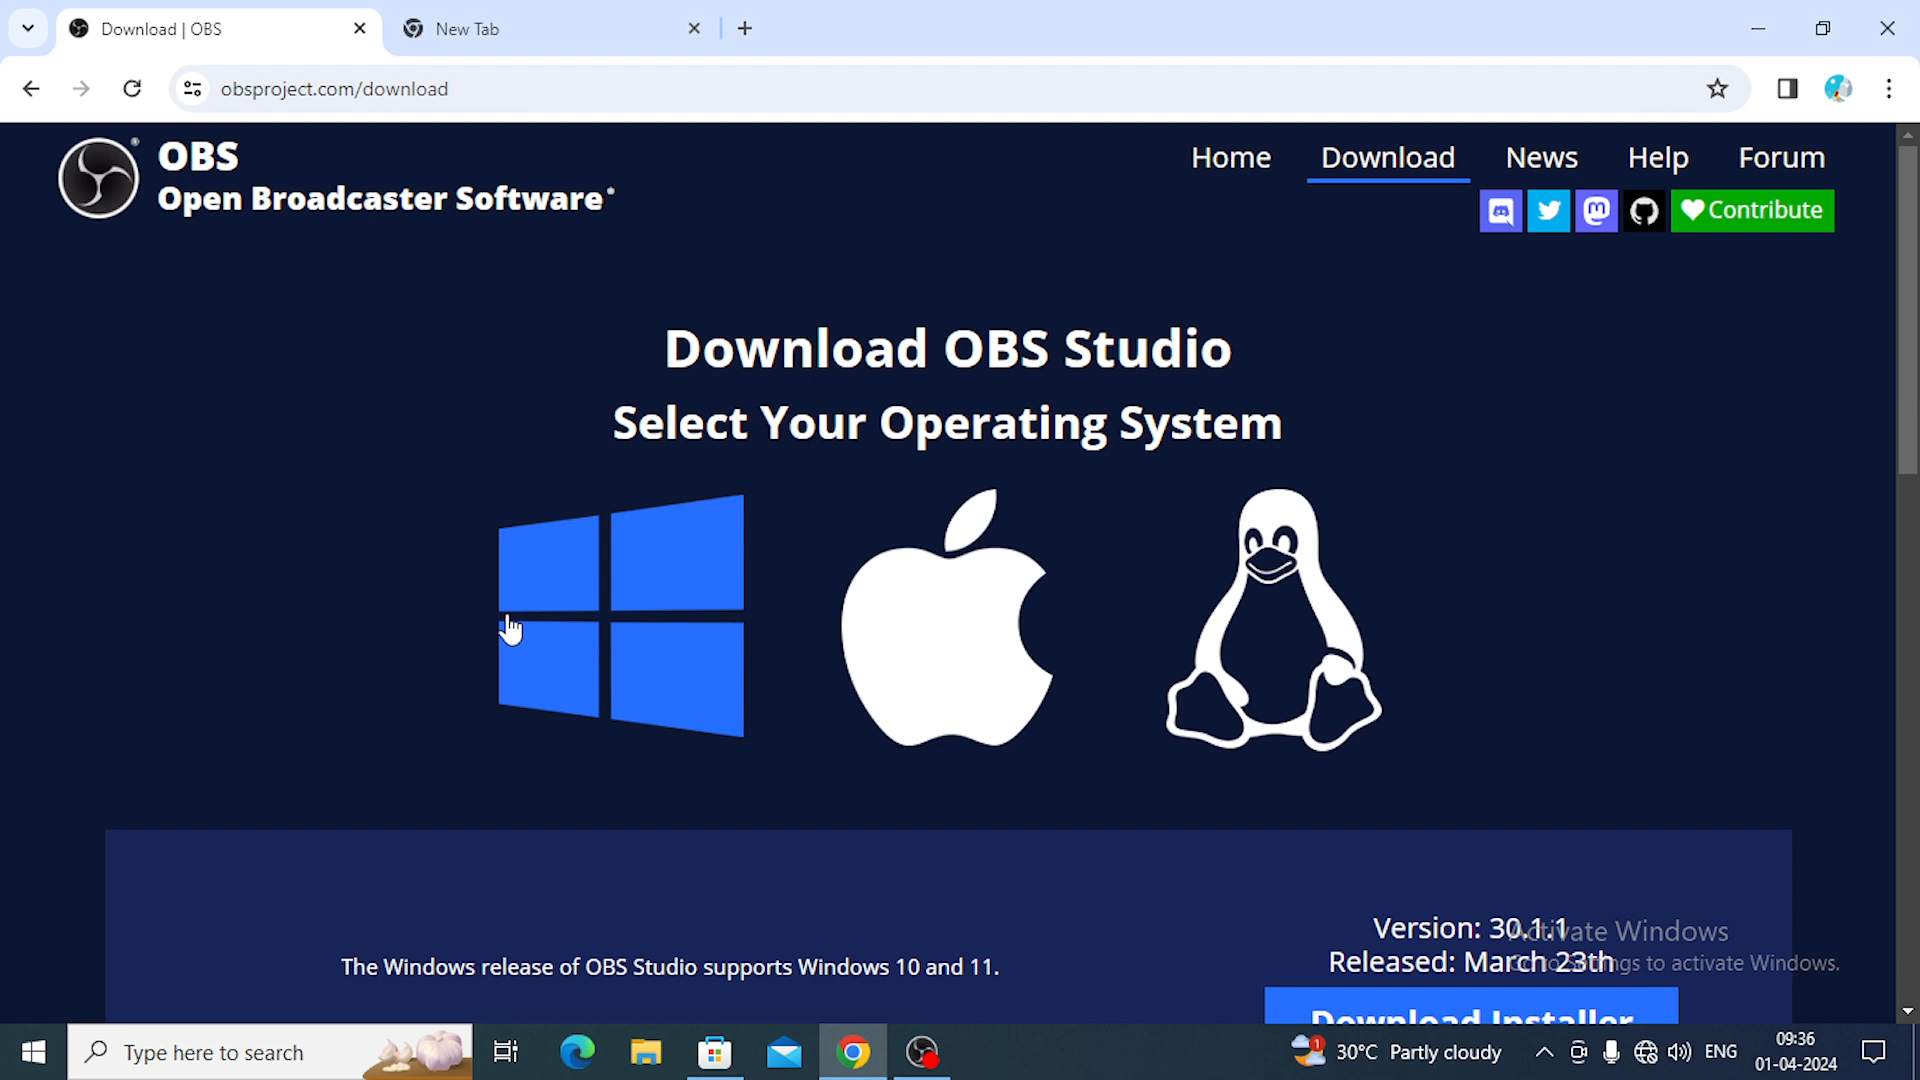 Download | OBS
New Tab
obsproject.com/download
OBS
Open Broadcaster Software
Home Download News Help Forum
Contribute
Download OBS Studio
Select Your Operating System
Version: 30.1.1
Activate Windows
The Windows release of OBS Studio supports Windows 10 and 11.
Released: March 23th
Go to Settings to activate Windows.
Download Installer
Type here to search
1
30°C Partly cloudy
ENG
09:36
01-04-2024